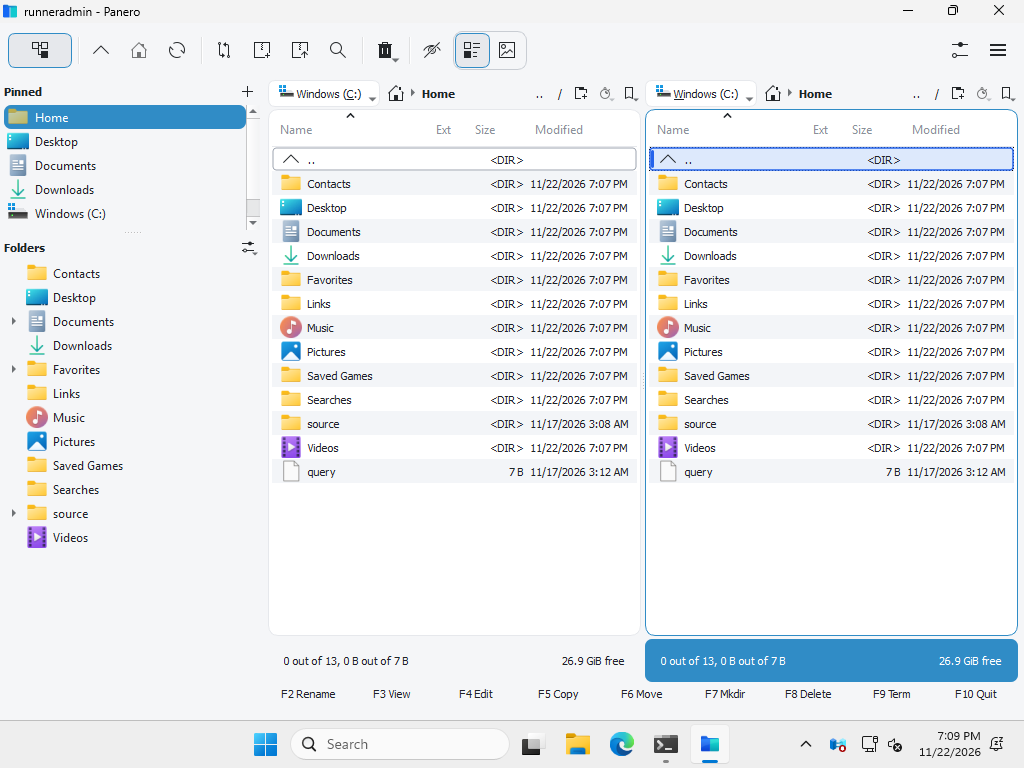 runneradmin - Panero
Pinned
Home
Desktop
Documents
Downloads
Windows (C:)
Folders
Contacts
Desktop
Documents
Downloads
Favorites
Links
Music
Pictures
Saved Games
Searches
source
Videos
Windows (C:) Home .. /
Name Ext Size Modified
.. <DIR>
Contacts <DIR> 11/22/2026 7:07 PM
Desktop <DIR> 11/22/2026 7:07 PM
Documents <DIR> 11/22/2026 7:07 PM
Downloads <DIR> 11/22/2026 7:07 PM
Favorites <DIR> 11/22/2026 7:07 PM
Links <DIR> 11/22/2026 7:07 PM
Music <DIR> 11/22/2026 7:07 PM
Pictures <DIR> 11/22/2026 7:07 PM
Saved Games <DIR> 11/22/2026 7:07 PM
Searches <DIR> 11/22/2026 7:07 PM
source <DIR> 11/17/2026 3:08 AM
Videos <DIR> 11/22/2026 7:07 PM
query 7 B 11/17/2026 3:12 AM
0 out of 13, 0 B out of 7 B 26.9 GiB free
Windows (C:) Home .. /
Name Ext Size Modified
.. <DIR>
Contacts <DIR> 11/22/2026 7:07 PM
Desktop <DIR> 11/22/2026 7:07 PM
Documents <DIR> 11/22/2026 7:07 PM
Downloads <DIR> 11/22/2026 7:07 PM
Favorites <DIR> 11/22/2026 7:07 PM
Links <DIR> 11/22/2026 7:07 PM
Music <DIR> 11/22/2026 7:07 PM
Pictures <DIR> 11/22/2026 7:07 PM
Saved Games <DIR> 11/22/2026 7:07 PM
Searches <DIR> 11/22/2026 7:07 PM
source <DIR> 11/17/2026 3:08 AM
Videos <DIR> 11/22/2026 7:07 PM
query 7 B 11/17/2026 3:12 AM
0 out of 13, 0 B out of 7 B 26.9 GiB free
F2 Rename F3 View F4 Edit F5 Copy F6 Move F7 Mkdir F8 Delete F9 Term F10 Quit
Search
7:09 PM
11/22/2026